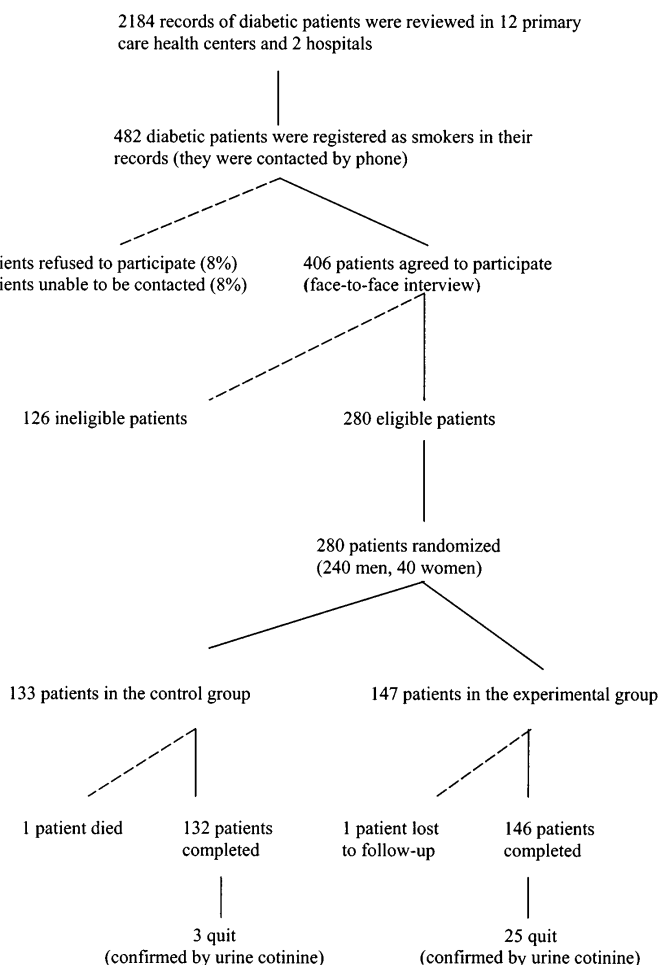 2184 records of diabetic patients were reviewed in 12 primary
care health centers and 2 hospitals
482 diabetic patients were registered as smokers in their
records (they were contacted by phone)
ients refused to participate (8%)
ients unable to be contacted (8%)
406 patients agreed to participate
(face-to-face interview)
126 ineligible patients
280 eligible patients
280 patients randomized
(240 men, 40 women)
133 patients in the control group
147 patients in the experimental group
1 patient died
132 patients
completed
1 patient lost
to follow-up
146 patients
completed
3 quit
(confirmed by urine cotinine)
25 quit
(confirmed by urine cotinine)